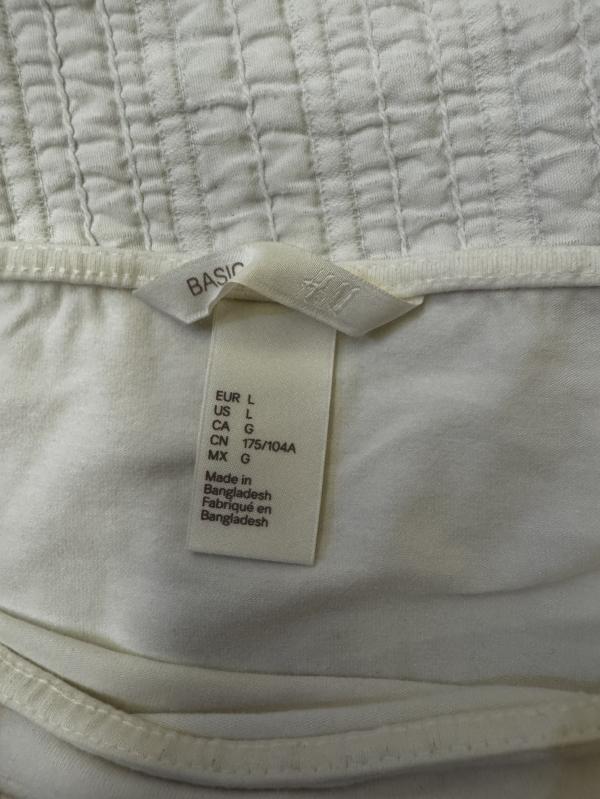 BASIC
EUR L
US L
CA G
CN 175/104A
MX G
Made in
Bangladesh
Fabriqué en
Bangladesh